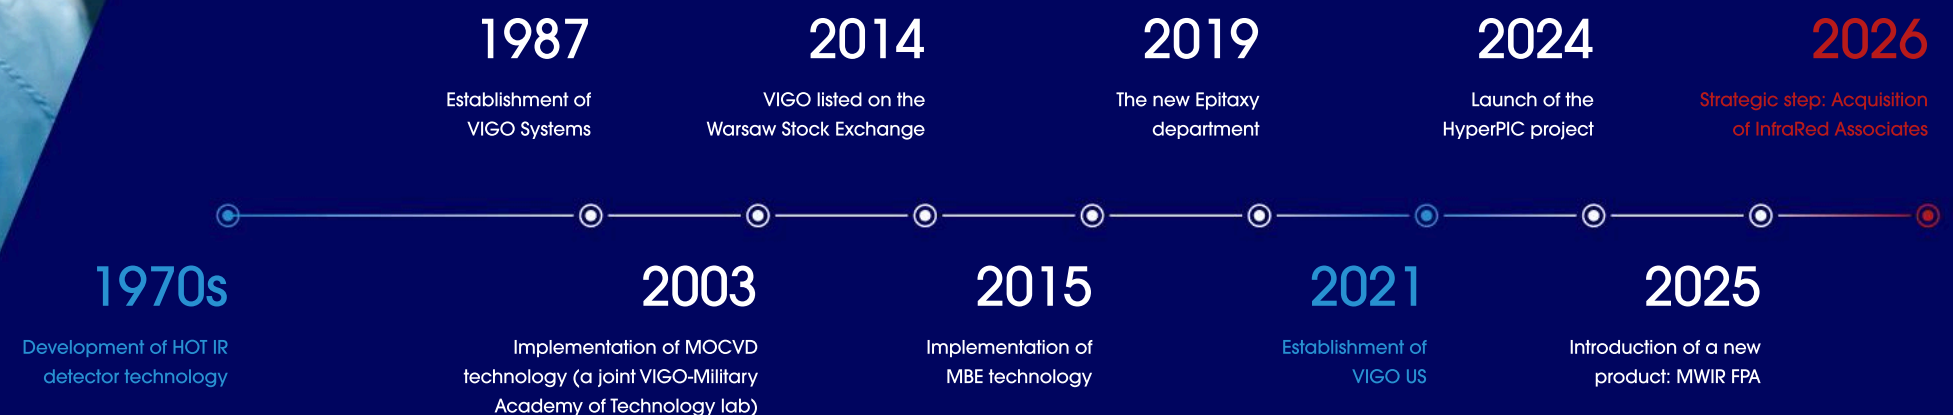 1987
Establishment of
VIGO Systems
2014
VIGO listed on the
Warsaw Stock Exchange
2019
The new Epitaxy
department
2024
Launch of the
HyperPIC project
2026
Strategic step: Acquisition
of InfraRed Associates
1970s
Development of HOT IR
detector technology
2003
Implementation of MOCVD
technology (a joint VIGO-Military
Academy of Technology lab)
2015
Implementation of
MBE technology
2021
Establishment of
VIGO US
2025
Introduction of a new
product: MWIR FPA